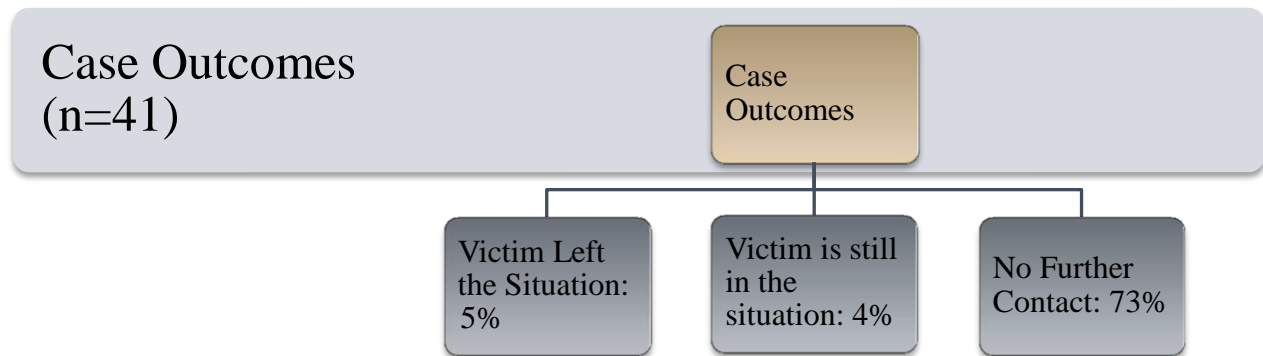 Case Outcomes
(n=41)
Case
Outcomes
Victim Left
the Situation:
5%
Victim is still
in the
situation: 4%
No Further
Contact: 73%